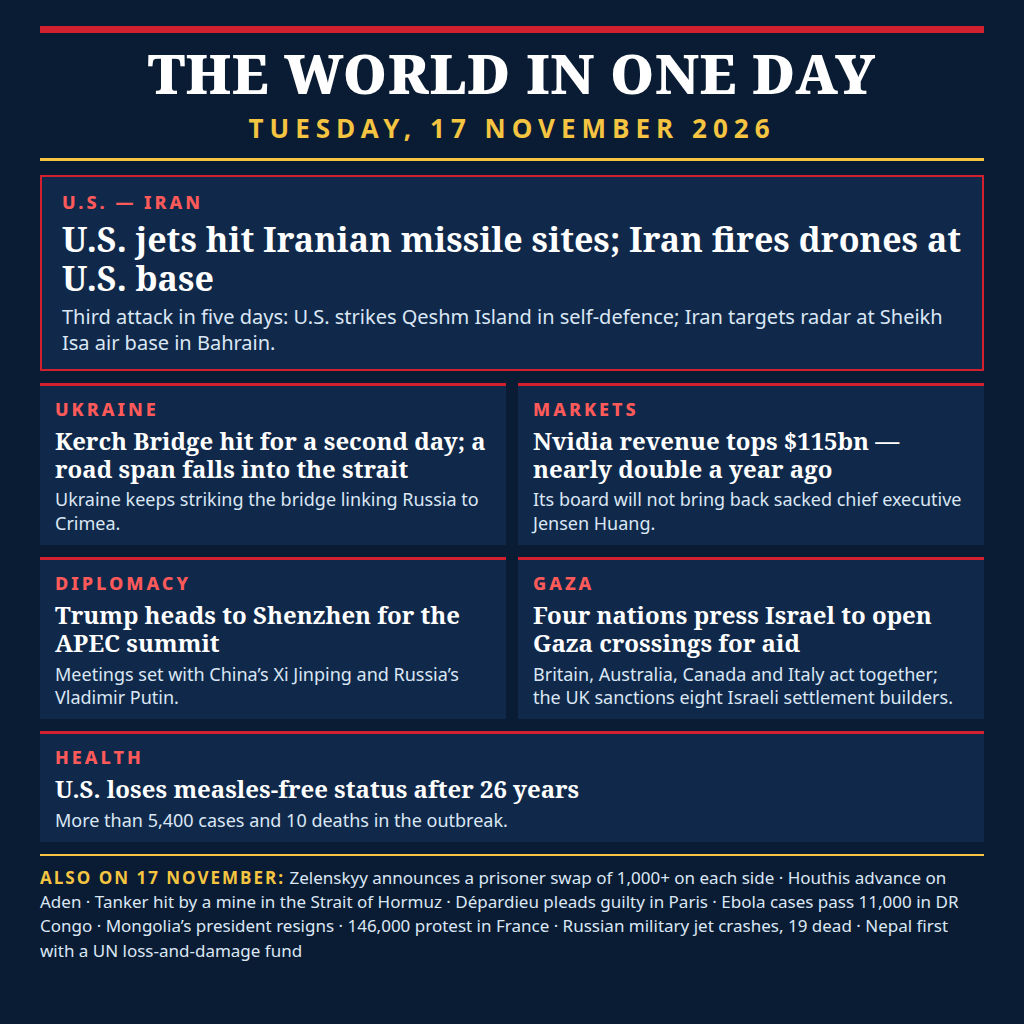 THE WORLD IN ONE DAY
TUESDAY, 17 NOVEMBER 2026
U.S. — IRAN
U.S. jets hit Iranian missile sites; Iran fires drones at
U.S. base
Third attack in five days: U.S. strikes Qeshm Island in self-defence; Iran targets radar at Sheikh
Isa air base in Bahrain.
UKRAINE
Kerch Bridge hit for a second day; a
road span falls into the strait
Ukraine keeps striking the bridge linking Russia to
Crimea.
MARKETS
Nvidia revenue tops $115bn —
nearly double a year ago
Its board will not bring back sacked chief executive
Jensen Huang.
DIPLOMACY
Trump heads to Shenzhen for the
APEC summit
Meetings set with China’s Xi Jinping and Russia’s
Vladimir Putin.
GAZA
Four nations press Israel to open
Gaza crossings for aid
Britain, Australia, Canada and Italy act together;
the UK sanctions eight Israeli settlement builders.
HEALTH
U.S. loses measles-free status after 26 years
More than 5,400 cases and 10 deaths in the outbreak.
ALSO ON 17 NOVEMBER: Zelenskyy announces a prisoner swap of 1,000+ on each side · Houthis advance on
Aden · Tanker hit by a mine in the Strait of Hormuz · Dépardieu pleads guilty in Paris · Ebola cases pass 11,000 in DR
Congo · Mongolia’s president resigns · 146,000 protest in France · Russian military jet crashes, 19 dead · Nepal first
with a UN loss-and-damage fund